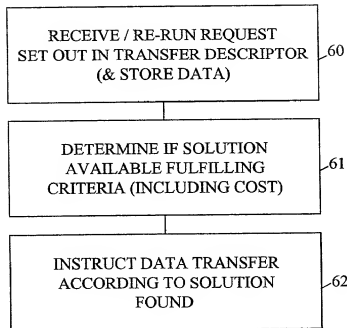 RECEIVE / RE-RUN REQUEST
SET OUT IN TRANSFER DESCRIPTOR
(& STORE DATA)
60
DETERMINE IF SOLUTION
AVAILABLE FULFILLING
CRITERIA (INCLUDING COST)
61
INSTRUCT DATA TRANSFER
ACCORDING TO SOLUTION
FOUND
62